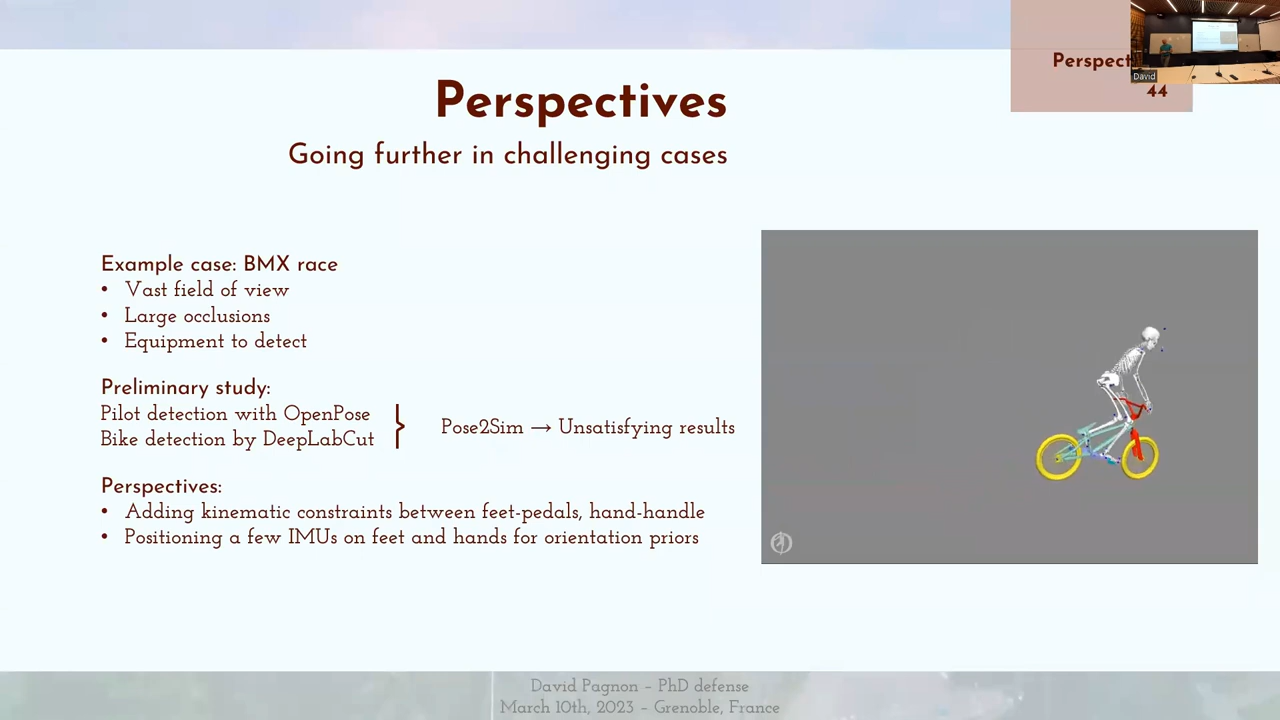 Perspectives
Going further in challenging cases
Perspect
44
David
Example case: BMX race
• Vast field of view
• Large occlusions
• Equipment to detect
Preliminary study:
Pilot detection with OpenPose
Bike detection by DeepLabCut
} Pose2Sim → Unsatisfying results
Perspectives:
• Adding kinematic constraints between feet-pedals, hand-handle
• Positioning a few IMUs on feet and hands for orientation priors
David Pagnon – PhD defense
March 10th, 2023 – Grenoble, France